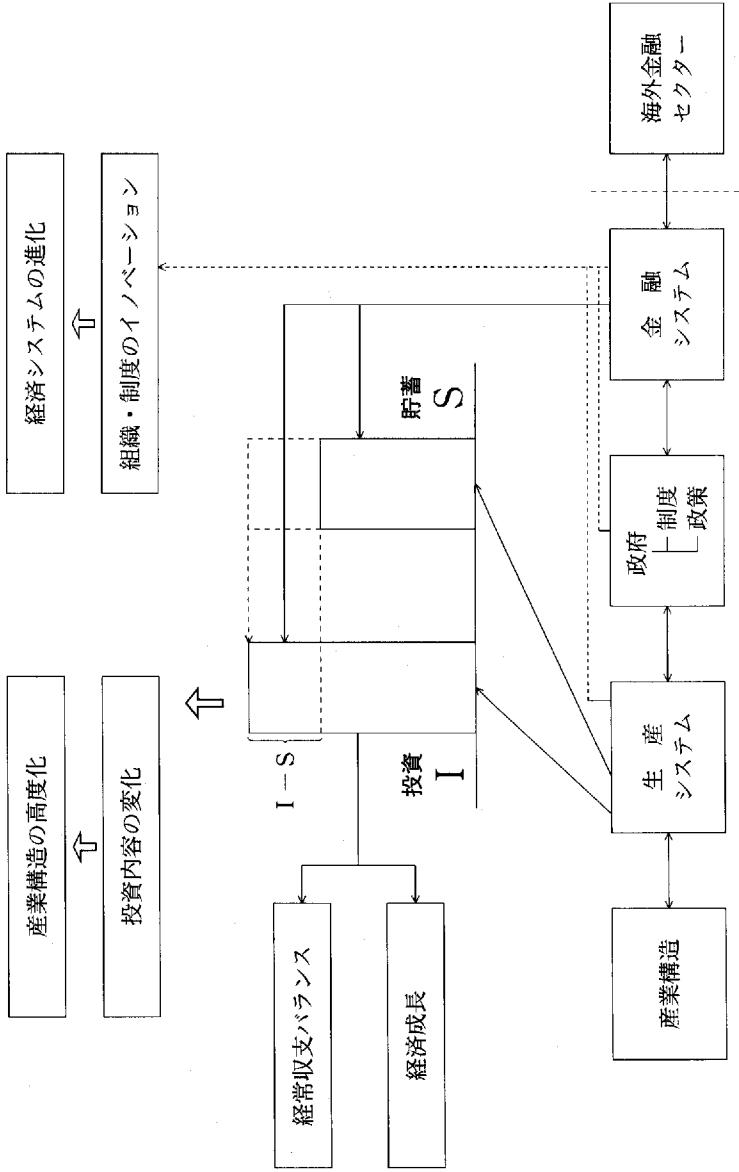 産業構造の高度化
投資内容の変化
経済システムの進化
組織・制度のイノベーション
経常収支バランス
経済成長
I－S
投資
I
貯蓄
S
産業構造
生産
システム
政府
制度
政策
金融
システム
海外金融
セクター